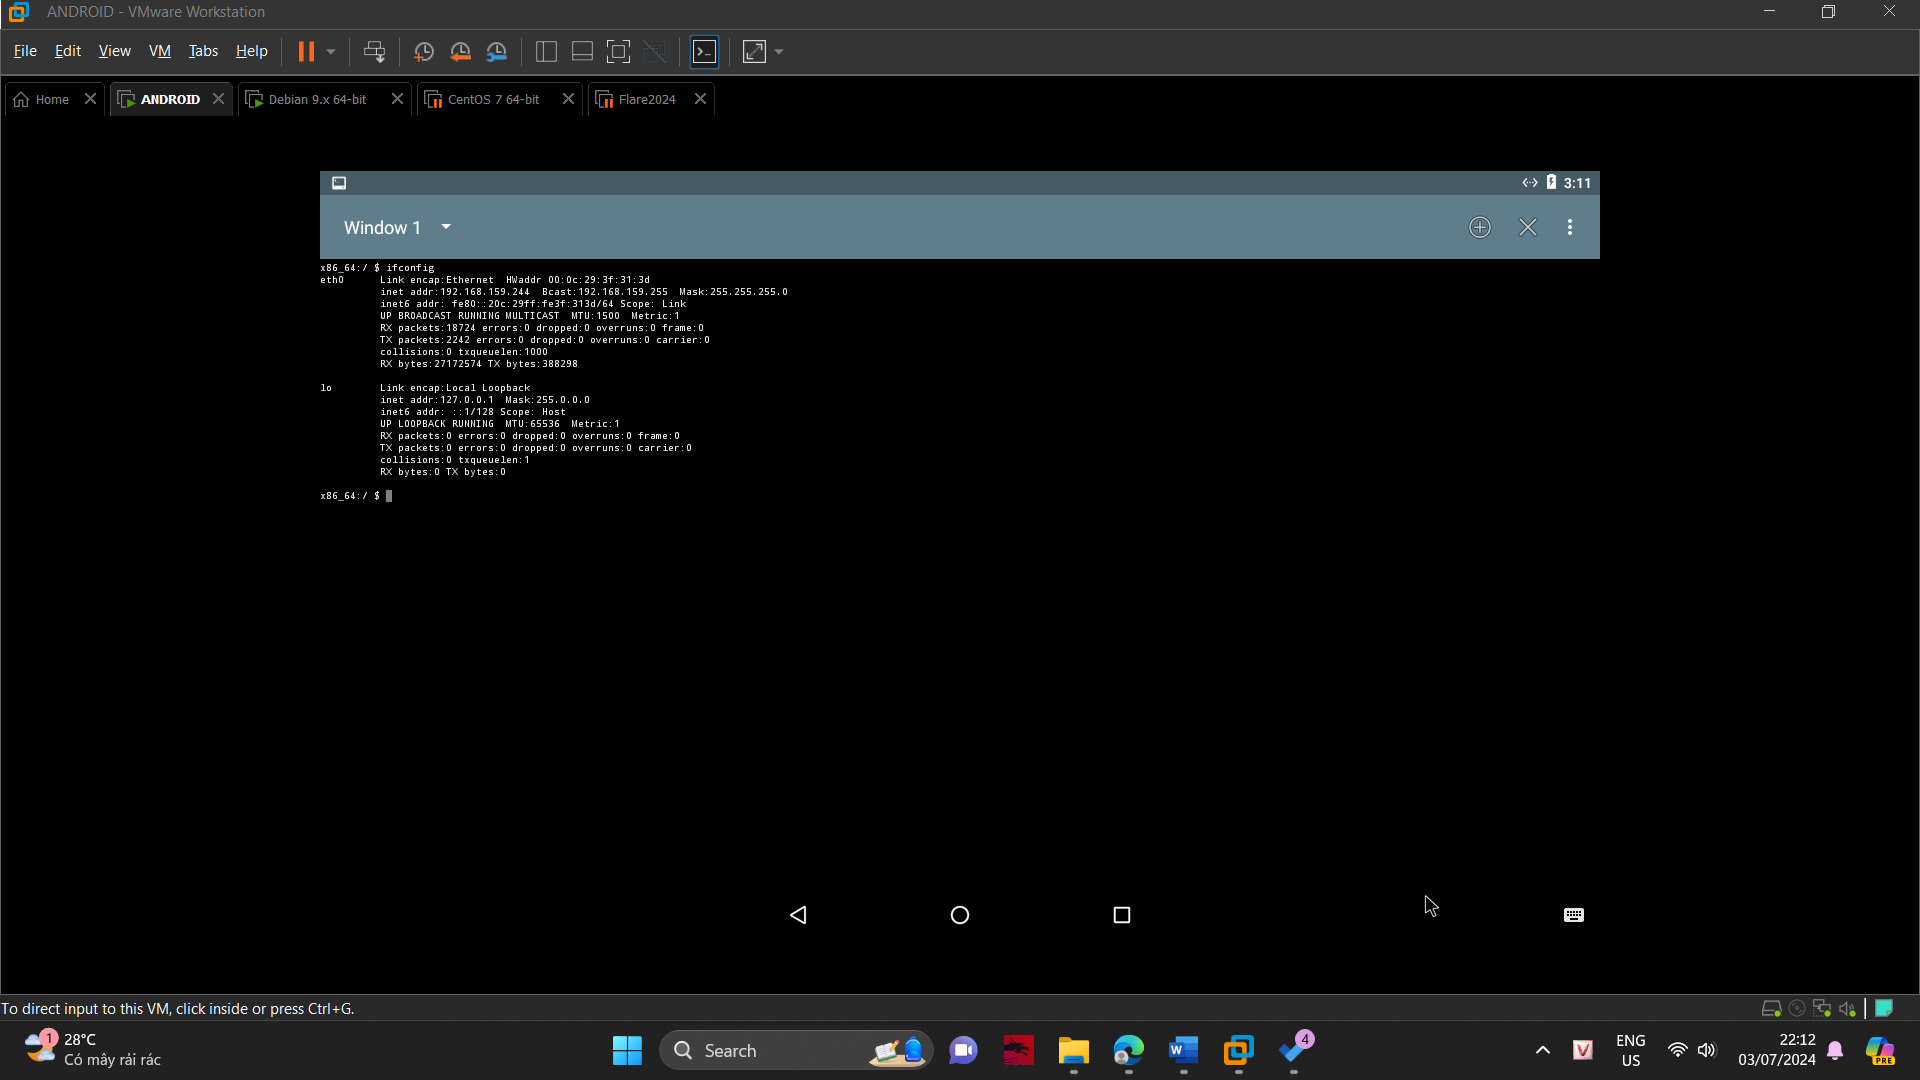 ANDROID - VMware Workstation
File Edit View VM Tabs Help
Home ANDROID Debian 9.x 64-bit CentOS 7 64-bit Flare2024
3:11
Window 1
x86_64:/ $ ifconfig
eth0 Link encap:Ethernet HWaddr 00:0c:29:3f:31:3d
inet addr:192.168.159.244 Bcast:192.168.159.255 Mask:255.255.255.0
inet6 addr: fe80::20c:29ff:fe3f:313d/64 Scope: Link
UP BROADCAST RUNNING MULTICAST MTU:1500 Metric:1
RX packets:18724 errors:0 dropped:0 overruns:0 frame:0
TX packets:2242 errors:0 dropped:0 overruns:0 carrier:0
collisions:0 txqueuelen:1000
RX bytes:27172574 TX bytes:388298
lo Link encap:Local Loopback
inet addr:127.0.0.1 Mask:255.0.0.0
inet6 addr: ::1/128 Scope: Host
UP LOOPBACK RUNNING MTU:65536 Metric:1
RX packets:0 errors:0 dropped:0 overruns:0 frame:0
TX packets:0 errors:0 dropped:0 overruns:0 carrier:0
collisions:0 txqueuelen:1
RX bytes:0 TX bytes:0
x86_64:/ $
To direct input to this VM, click inside or press Ctrl+G.
1
28°C
Có mây rải rác
Search
W
4
V
ENG
US
22:12
03/07/2024
PRE